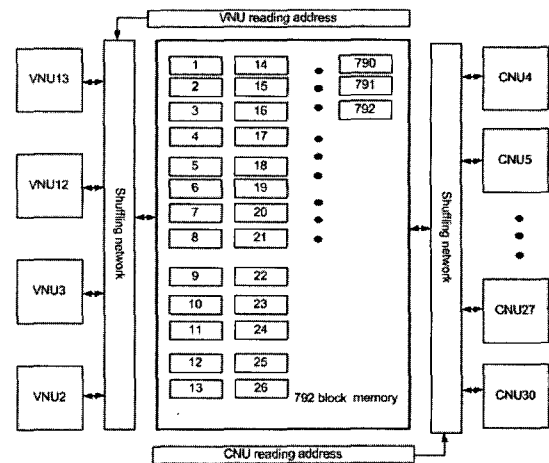 VNU reading address
VNU13
VNU12
VNU3
VNU2
Shuffling network
1 14 790
2 15 791
3 16 792
4 17
5 18
6 19
7 20
8 21
9 22
10 23
11 24
12 25
13 26
792 block memory
Shuffling network
CNU4
CNU5
CNU27
CNU30
CNU reading address